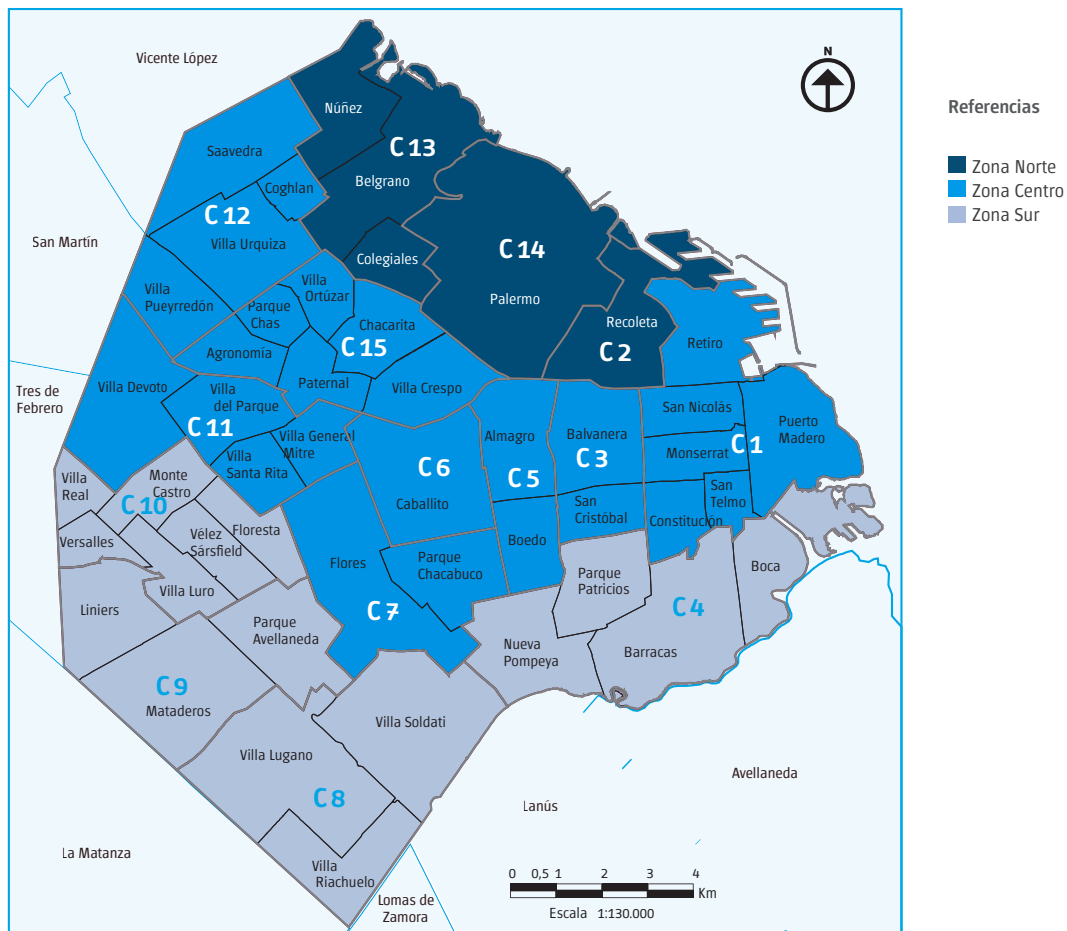 Vicente López
N
Referencias
Zona Norte
Zona Centro
Zona Sur
Núñez
C 13
Saavedra
Belgrano
Coghlan
C 12
San Martín
Villa Urquiza
C 14
Colegiales
Villa
Pueyrredón
Villa
Ortúzar
Palermo
Parque
Chas
Chacarita
Recoleta
C 15
Retiro
C 2
Agronomía
Tres de
Febrero
Villa Devoto
Paternal
Villa Crespo
Villa
del Parque
San Nicolás
C 11
Puerto
Madero
Almagro
Balvanera
Villa General
Mitre
C 1
Monserrat
Villa
Santa Rita
C 6
C 3
C 5
Villa
Real
Monte
Castro
C 10
San
Telmo
Caballito
San
Cristóbal
Constitución
Versalles
Vélez
Sársfield
Floresta
Boedo
Flores
Parque
Chacabuco
Boca
Villa Luro
Parque
Patricios
Liniers
C 7
C 4
Parque
Avellaneda
Nueva
Pompeya
Barracas
C 9
Mataderos
Villa Soldati
Villa Lugano
Avellaneda
C 8
Lanús
La Matanza
Villa
Riachuelo
Lomas de
Zamora
0 0,5 1 2 3 4
Km
Escala 1:130.000